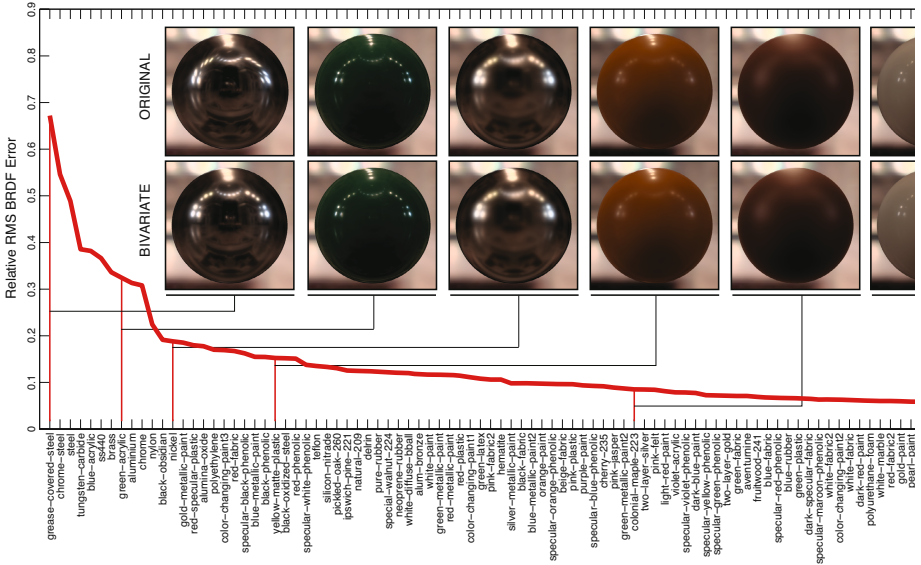 0.9
0.8
0.7
0.6
0.5
0.4
0.3
0.2
0.1
0
Relative RMS BRDF Error
ORIGINAL
BIVARIATE
grease-covered-steel
chrome-steel
steel
tungsten-carbide
blue-acrylic
ss440
brass
green-acrylic
aluminium
chrome
nylon
black-obsidian
nickel
gold-metallic-paint
red-specular-plastic
alumina-oxide
polyethylene
color-changing-paint3
red-fabric
specular-black-phenolic
blue-metallic-paint
black-phenolic
yellow-matte-plastic
black-oxidized-steel
red-phenolic
specular-white-phenolic
teflon
silicon-nitrade
pickled-oak-260
ipswich-pine-221
natural-209
delrin
pure-rubber
special-walnut-224
neoprene-rubber
white-diffuse-bball
alum-bronze
white-paint
green-metallic-paint
red-metallic-paint
red-plastic
color-changing-paint1
green-latex
pink-fabric2
hematite
silver-metallic-paint
black-fabric
blue-metallic-paint2
orange-paint
specular-orange-phenolic
beige-fabric
pink-plastic
purple-paint
specular-blue-phenolic
cherry-235
pink-jasper
green-metallic-paint2
colonial-maple-223
two-layer-silver
pink-felt
light-red-paint
violet-acrylic
specular-violet-phenolic
dark-blue-paint
specular-yellow-phenolic
specular-green-phenolic
two-layer-gold
green-fabric
aventurnine
fruitwood-241
blue-fabric
specular-red-phenolic
blue-rubber
green-plastic
dark-specular-fabric
specular-maroon-phenolic
white-fabric2
color-changing-paint2
white-fabric
dark-red-paint
polyurethane-foam
white-marble
red-fabric2
gold-paint
pearl-paint